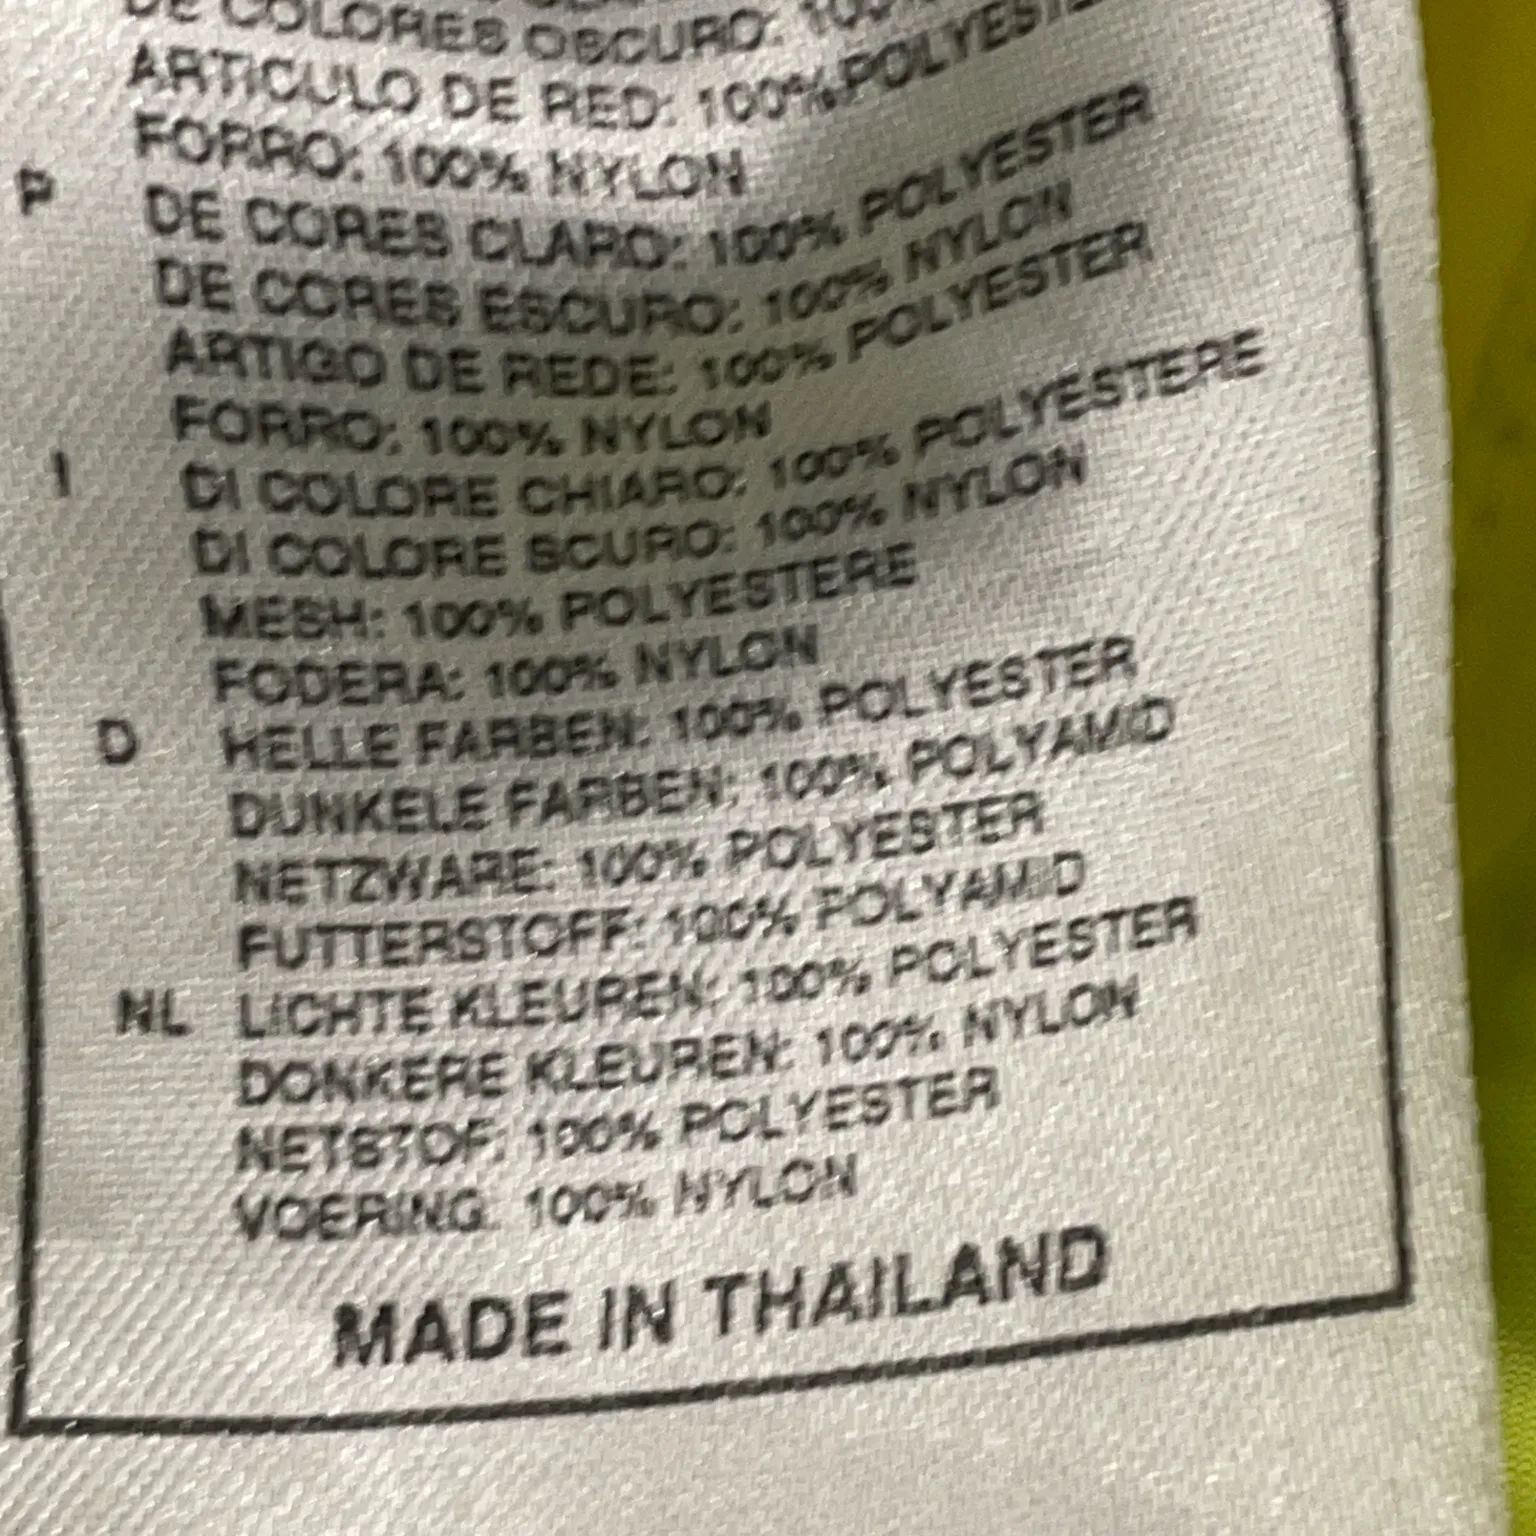 DE COLORES OSCURO: 100%
ARTICULO DE RED: 100% POLYESTER
FORRO: 100% NYLON
P DE CORES CLARO: 100% POLYESTER
DE CORES ESCURO: 100% NYLON
ARTIGO DE REDE: 100% POLYESTER
FORRO: 100% NYLON
I DI COLORE CHIARO: 100% POLYESTERE
DI COLORE SCURO: 100% NYLON
MESH: 100% POLYESTERE
FODERA: 100% NYLON
D HELLE FARBEN: 100% POLYESTER
DUNKELE FARBEN: 100% POLYAMID
NETZWARE: 100% POLYESTER
FUTTERSTOFF: 100% POLYAMID
NL LICHTE KLEUREN: 100% POLYESTER
DONKERE KLEUREN: 100% NYLON
NETSTOF: 100% POLYESTER
VOERING: 100% NYLON
MADE IN THAILAND